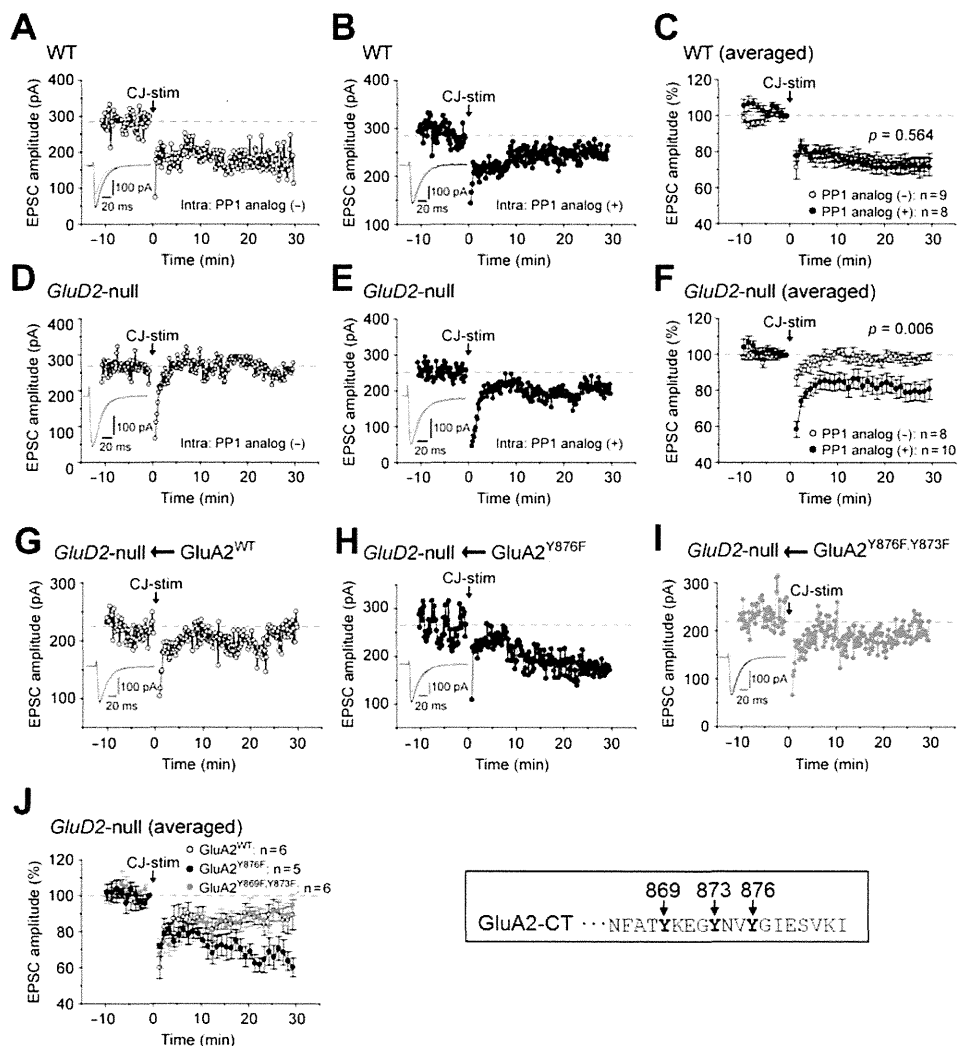 A
WT
CJ-stim
EPSC amplitude (pA)
400
300
200
100
0
100 pA
20 ms
Intra: PP1 analog (−)
−10 0 10 20 30
Time (min)
B
WT
CJ-stim
EPSC amplitude (pA)
400
300
200
100
100 pA
20 ms
Intra: PP1 analog (+)
−10 0 10 20 30
Time (min)
C
WT (averaged)
CJ-stim
EPSC amplitude (%)
120
100
80
60
40
p = 0.564
PP1 analog (−): n=9
PP1 analog (+): n=8
−10 0 10 20 30
Time (min)
D
GluD2-null
CJ-stim
EPSC amplitude (pA)
400
300
200
100
0
100 pA
20 ms
Intra: PP1 analog (−)
−10 0 10 20 30
Time (min)
E
GluD2-null
CJ-stim
EPSC amplitude (pA)
400
300
200
100
0
100 pA
20 ms
Intra: PP1 analog (+)
−10 0 10 20 30
Time (min)
F
GluD2-null (averaged)
CJ-stim
EPSC amplitude (%)
120
100
80
60
40
p = 0.006
PP1 analog (−): n=8
PP1 analog (+): n=10
−10 0 10 20 30
Time (min)
G
GluD2-null ← GluA2WT
CJ-stim
EPSC amplitude (pA)
300
200
100
100 pA
20 ms
−10 0 10 20 30
Time (min)
H
GluD2-null ← GluA2Y876F
CJ-stim
EPSC amplitude (pA)
400
300
200
100
100 pA
20 ms
−10 0 10 20 30
Time (min)
I
GluD2-null ← GluA2Y876F,Y873F
CJ-stim
EPSC amplitude (pA)
300
200
100
0
100 pA
20 ms
−10 0 10 20 30
Time (min)
J
GluD2-null (averaged)
CJ-stim
GluA2WT: n=6
GluA2Y876F: n=5
GluA2Y869F,Y873F: n=6
EPSC amplitude (%)
120
100
80
60
40
−10 0 10 20 30
Time (min)
869 873 876
GluA2-CT ···NFATYKEGYNVYGIESVKI